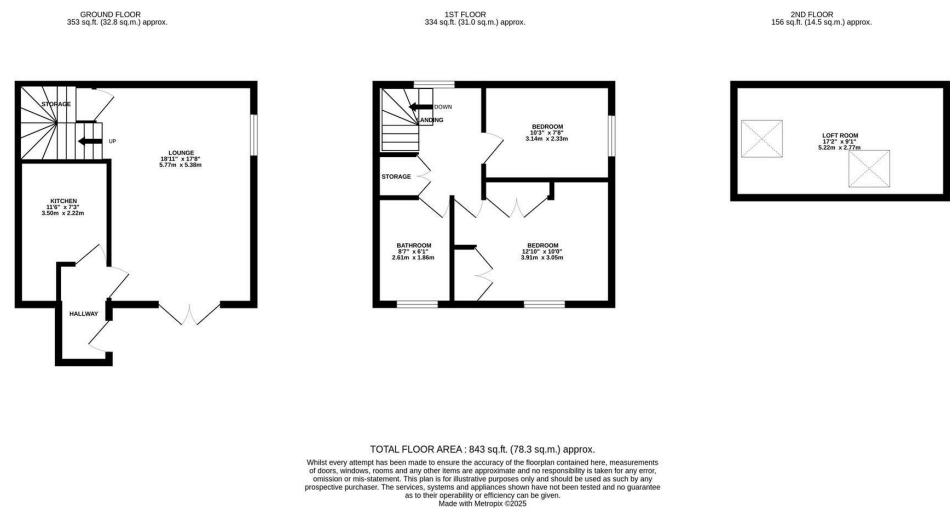 GROUND FLOOR
353 sq.ft. (32.8 sq.m.) approx.
1ST FLOOR
334 sq.ft. (31.0 sq.m.) approx.
2ND FLOOR
156 sq.ft. (14.5 sq.m.) approx.
STORAGE
UP
LOUNGE
18'11" x 17'8"
5.77m x 5.38m
KITCHEN
11'6" x 7'3"
3.50m x 2.22m
HALLWAY
DOWN
LANDING
BEDROOM
10'3" x 7'8"
3.14m x 2.33m
STORAGE
BATHROOM
8'7" x 6'1"
2.61m x 1.86m
BEDROOM
12'10" x 10'0"
3.91m x 3.05m
LOFT ROOM
17'2" x 9'1"
5.22m x 2.77m
TOTAL FLOOR AREA : 843 sq.ft. (78.3 sq.m.) approx.
Whilst every attempt has been made to ensure the accuracy of the floorplan contained here, measurements
of doors, windows, rooms and any other items are approximate and no responsibility is taken for any error,
omission or mis-statement. This plan is for illustrative purposes only and should be used as such by any
prospective purchaser. The services, systems and appliances shown have not been tested and no guarantee
as to their operability or efficiency can be given.
Made with Metropix ©2025